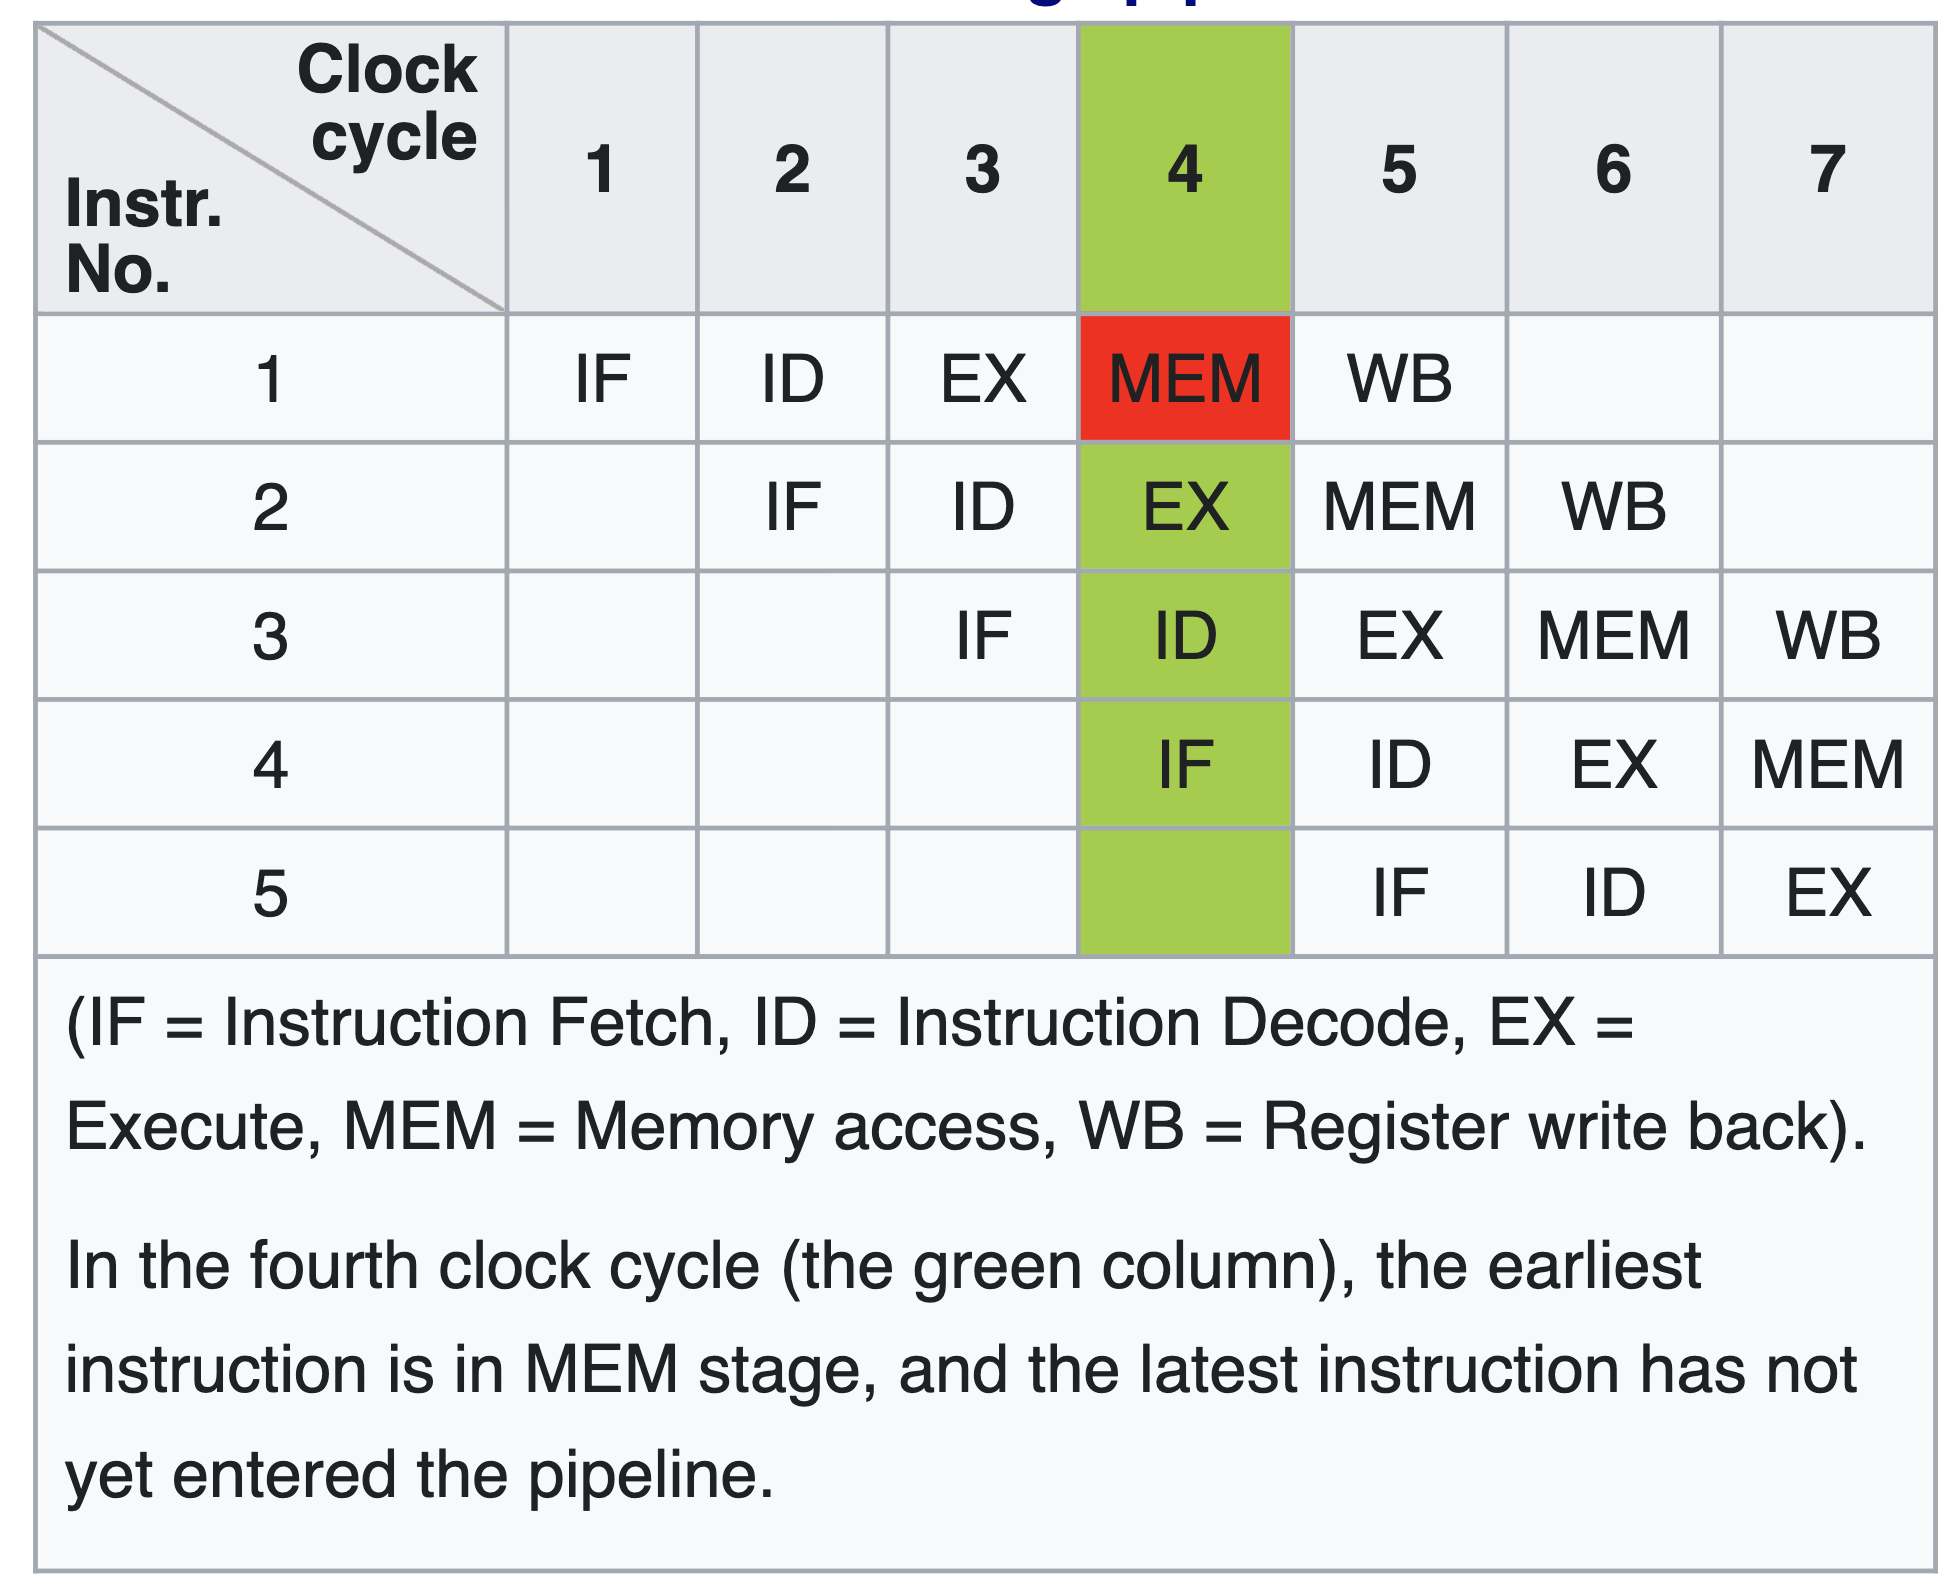 Clock
cycle
Instr.
No.
1 2 3 4 5 6 7
1 IF ID EX MEM WB
2 IF ID EX MEM WB
3 IF ID EX MEM WB
4 IF ID EX MEM
5 IF ID EX
(IF = Instruction Fetch, ID = Instruction Decode, EX =
Execute, MEM = Memory access, WB = Register write back).
In the fourth clock cycle (the green column), the earliest
instruction is in MEM stage, and the latest instruction has not
yet entered the pipeline.